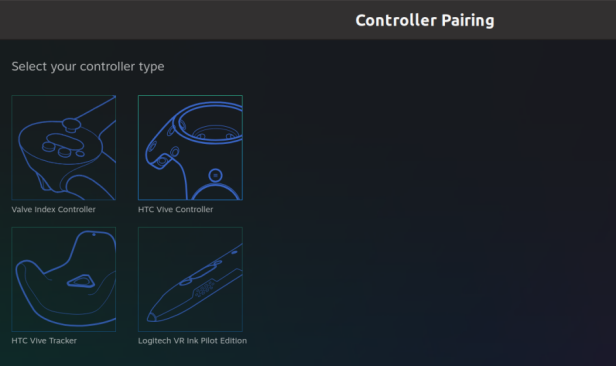 Controller Pairing
Select your controller type
Valve Index Controller
HTC Vive Controller
HTC Vive Tracker
Logitech VR Ink Pilot Edition